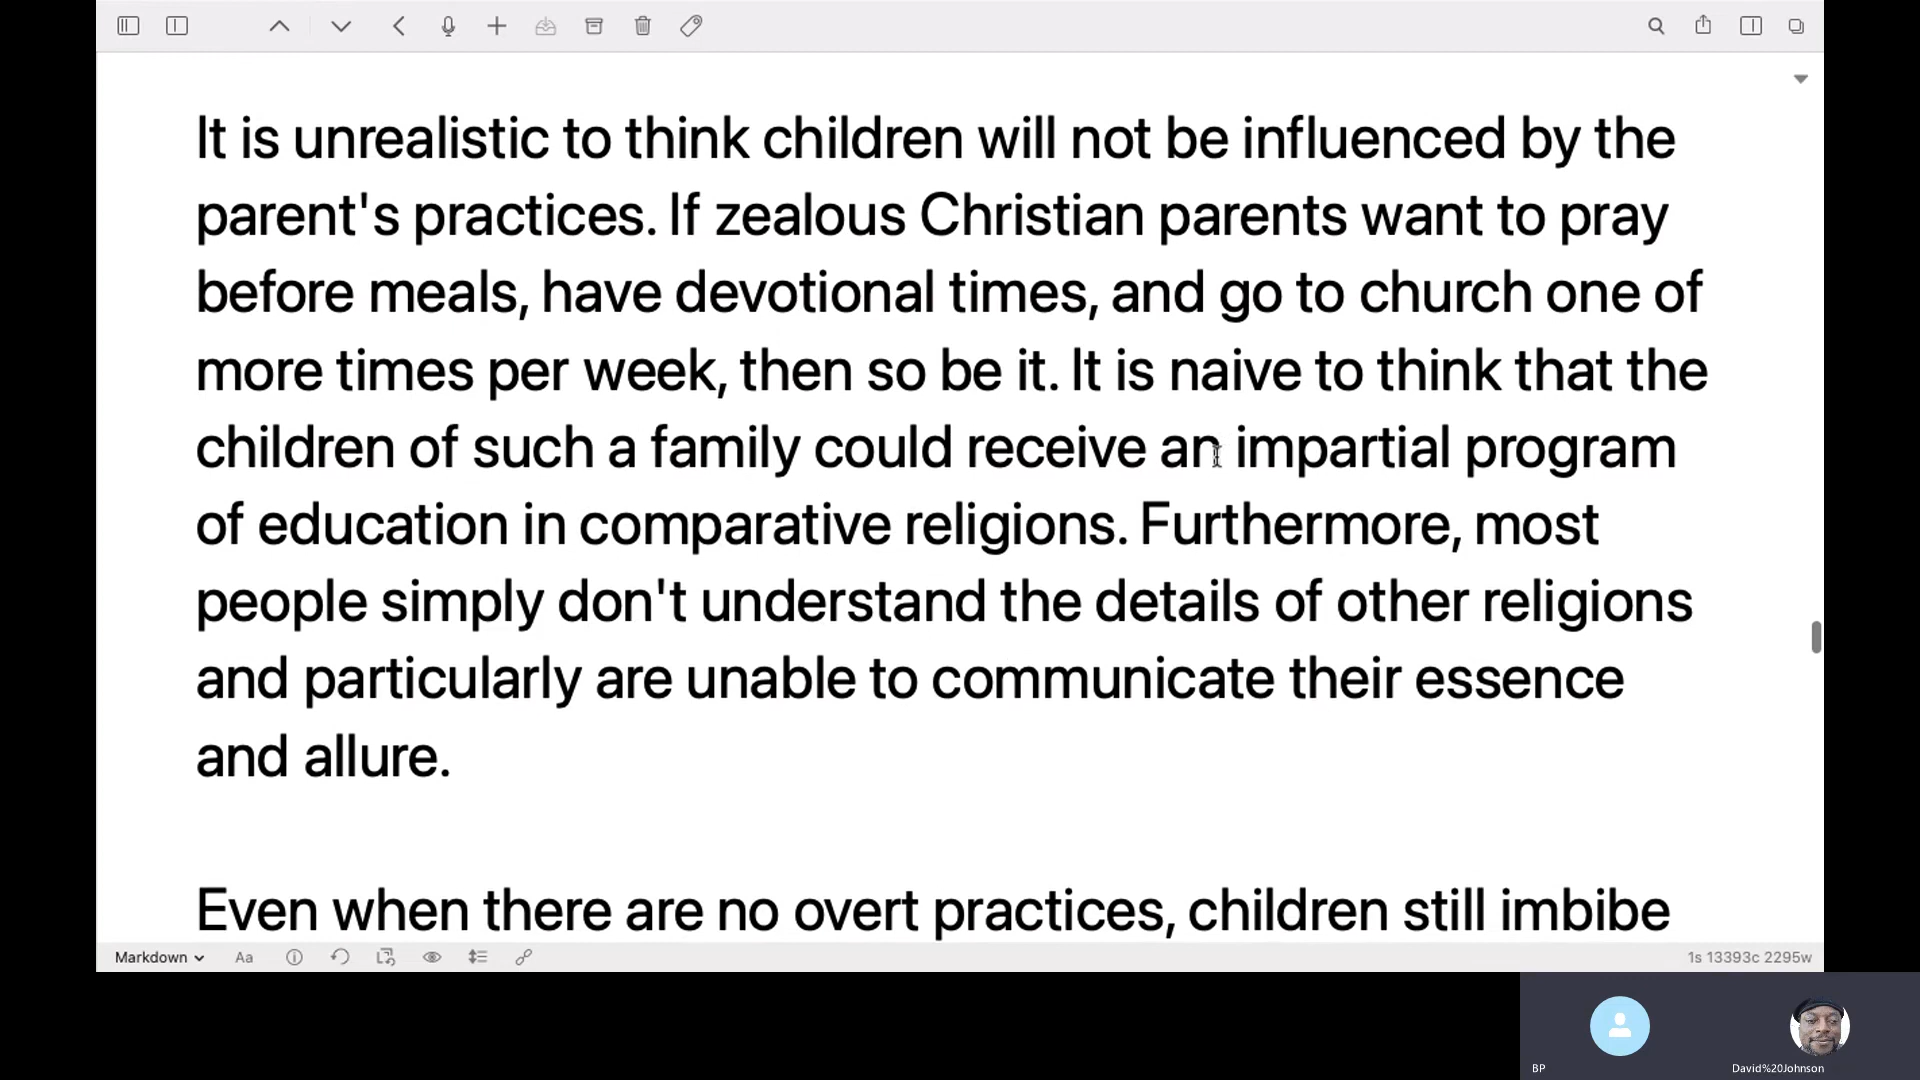 It is unrealistic to think children will not be influenced by the
parent's practices. If zealous Christian parents want to pray
before meals, have devotional times, and go to church one of
more times per week, then so be it. It is naive to think that the
children of such a family could receive an impartial program
of education in comparative religions. Furthermore, most
people simply don't understand the details of other religions
and particularly are unable to communicate their essence
and allure.
Even when there are no overt practices, children still imbibe
Markdown
Aa
1s 13393c 2295w
BP
David%20Johnson